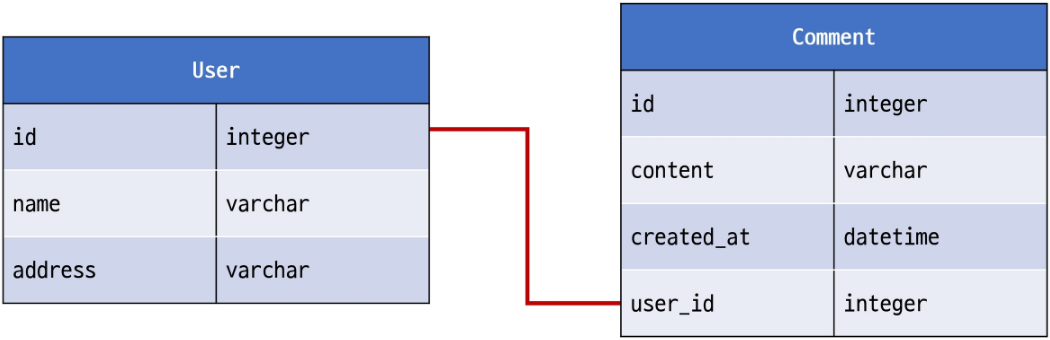 User
id integer
name varchar
address varchar
Comment
id integer
content varchar
created_at datetime
user_id integer